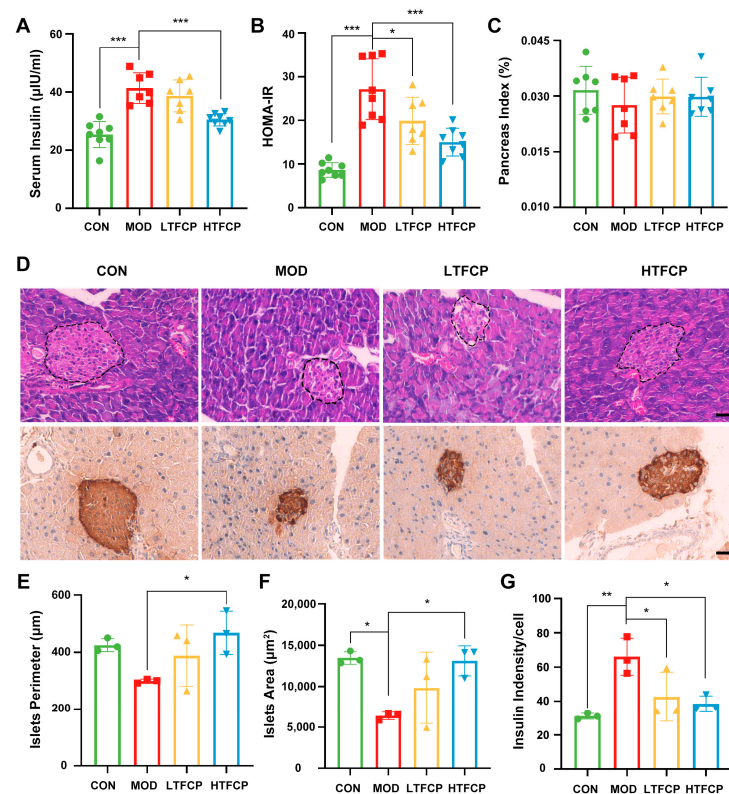 A
Serum Insulin (μIU/ml)
60
40
20
0
***
***
CON MOD LTFCP HTFCP
B
HOMA-IR
40
30
20
10
0
***
***
*
CON MOD LTFCP HTFCP
C
Pancreas Index (%)
0.045
0.030
0.015
0.010
CON MOD LTFCP HTFCP
D
CON MOD LTFCP HTFCP
E
Islets Perimeter (μm)
600
400
200
0
*
CON MOD LTFCP HTFCP
F
Islets Area (μm²)
20,000
15,000
10,000
5,000
0
*
*
CON MOD LTFCP HTFCP
G
Insulin Indensity/cell
100
80
60
40
20
0
**
*
*
CON MOD LTFCP HTFCP